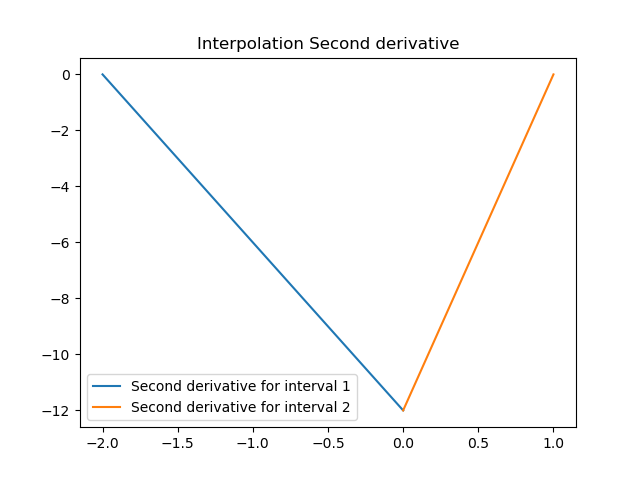 Interpolation Second derivative
0
−2
−4
−6
−8
−10
−12
Second derivative for interval 1
Second derivative for interval 2
−2.0 −1.5 −1.0 −0.5 0.0 0.5 1.0